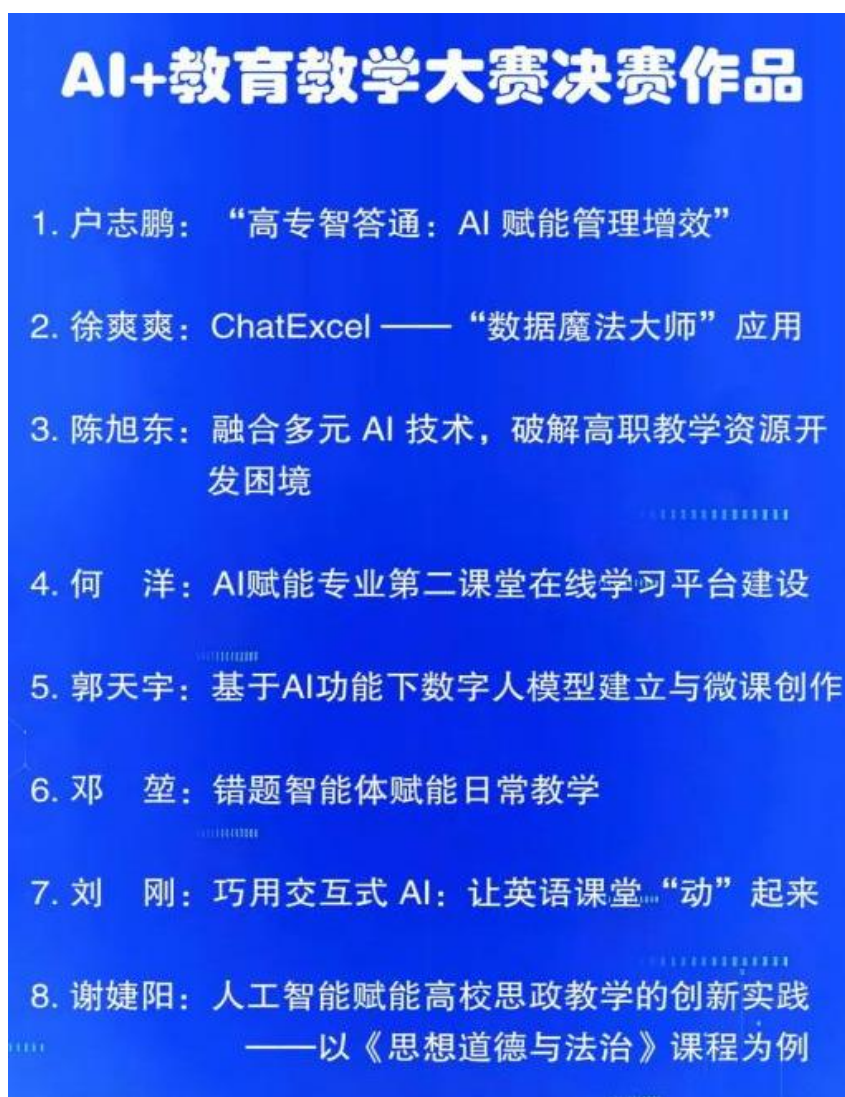 AI+教育教学大赛决赛作品
1. 户志鹏：“高专智答通：AI 赋能管理增效”
2. 徐爽爽：ChatExcel ——“数据魔法大师”应用
3. 陈旭东：融合多元 AI 技术，破解高职教学资源开
发困境
4. 何　洋：AI赋能专业第二课堂在线学习平台建设
5. 郭天宇：基于AI功能下数字人模型建立与微课创作
6. 邓　堃：错题智能体赋能日常教学
7. 刘　刚：巧用交互式 AI：让英语课堂“动”起来
8. 谢婕阳：人工智能赋能高校思政教学的创新实践
——以《思想道德与法治》课程为例